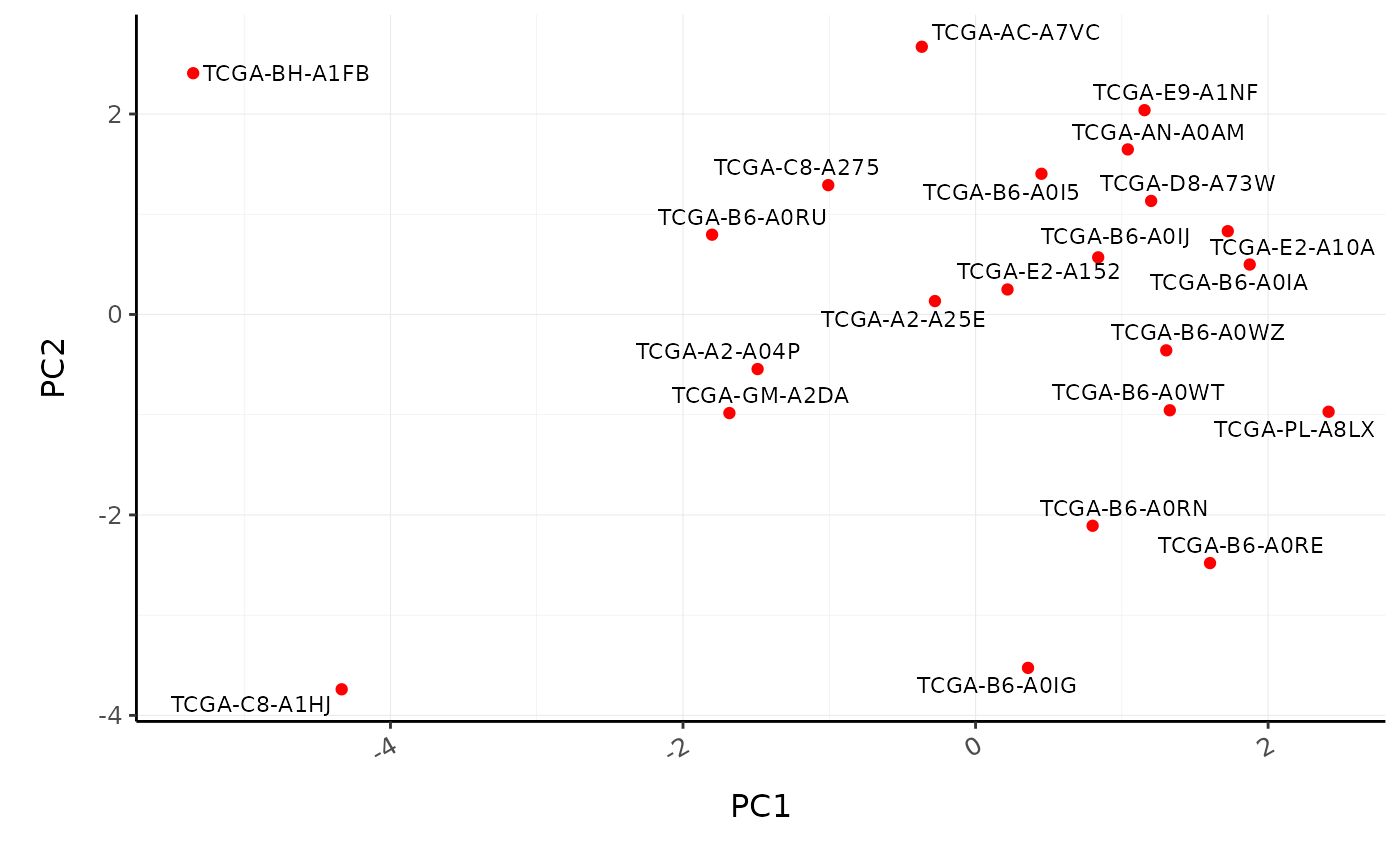 TCGA-AC-A7VC
TCGA-BH-A1FB
TCGA-E9-A1NF
2
TCGA-AN-A0AM
TCGA-C8-A275
TCGA-D8-A73W
TCGA-B6-A0I5
TCGA-B6-A0RU
TCGA-B6-A0IJ
TCGA-E2-A10A
TCGA-E2-A152
TCGA-B6-A0IA
0
TCGA-A2-A25E
TCGA-B6-A0WZ
TCGA-A2-A04P
PC2
TCGA-B6-A0WT
TCGA-GM-A2DA
TCGA-PL-A8LX
TCGA-B6-A0RN
-2
TCGA-B6-A0RE
TCGA-B6-A0IG
TCGA-C8-A1HJ
-4
-4 -2 0 2
PC1